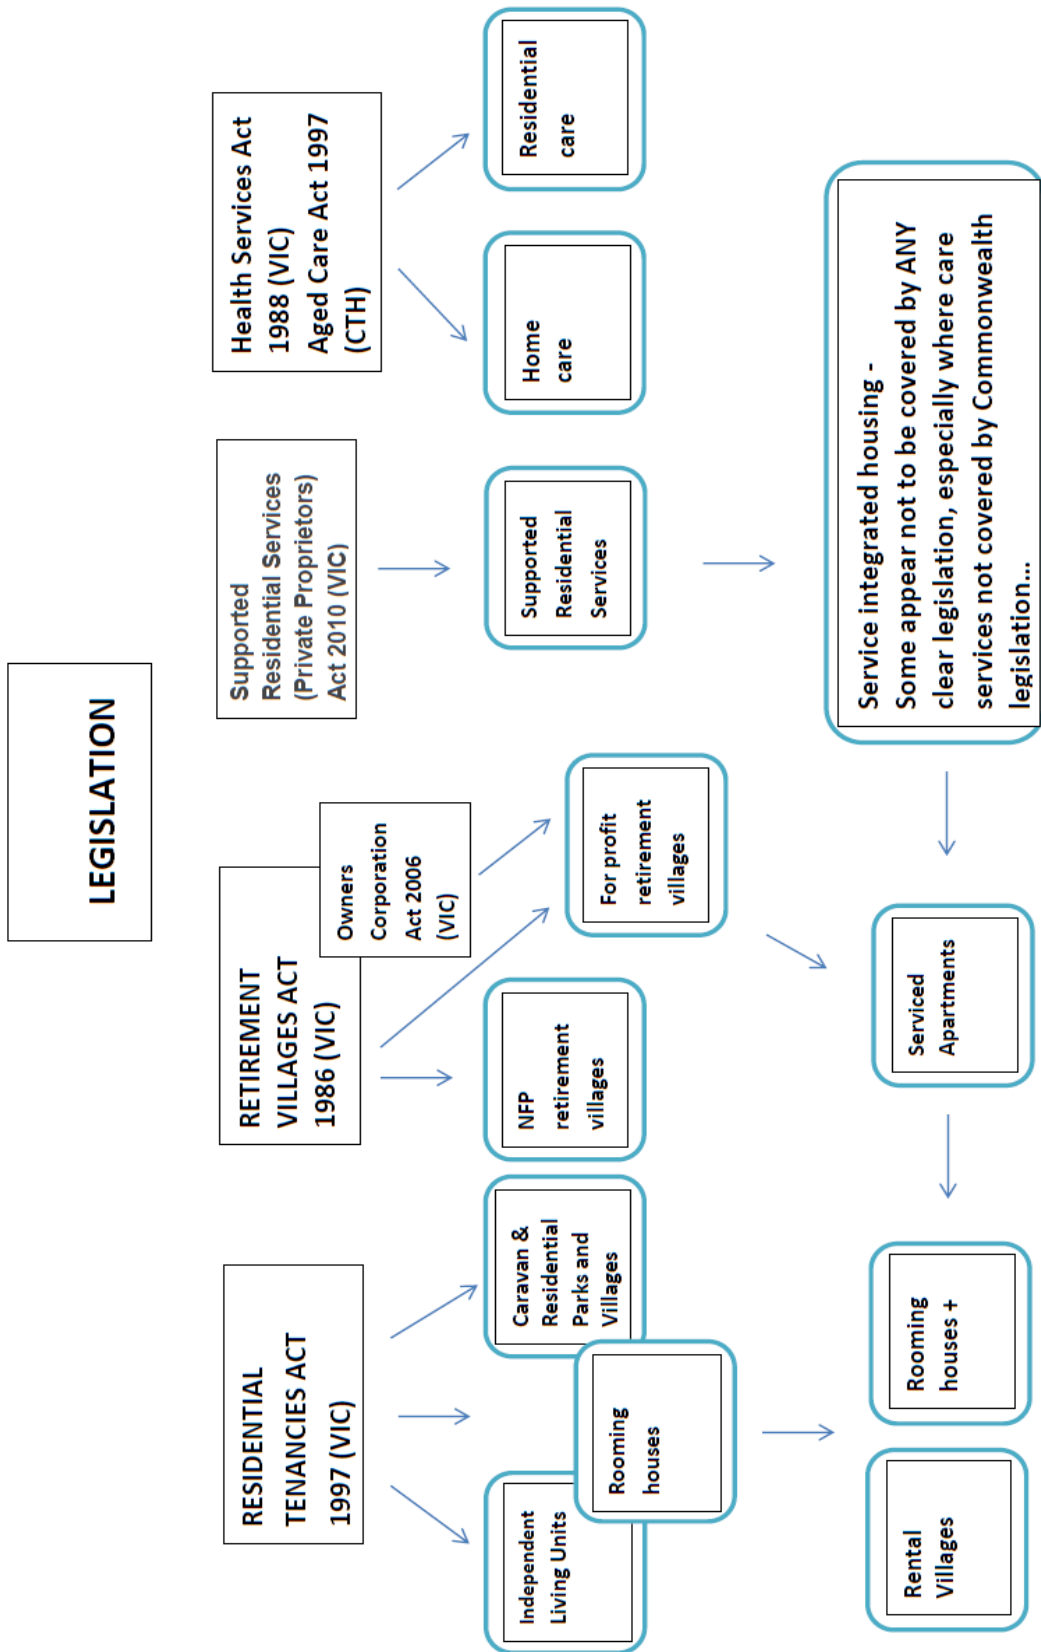 LEGISLATION
RESIDENTIAL
TENANCIES ACT
1997 (VIC)
RETIREMENT
VILLAGES ACT
1986 (VIC)
Owners
Corporation
Act 2006
(VIC)
Supported
Residential Services
(Private Proprietors)
Act 2010 (VIC)
Health Services Act
1988 (VIC)
Aged Care Act 1997
(CTH)
Independent
Living Units
Rooming
houses
Caravan &
Residential
Parks and
Villages
NFP
retirement
villages
For profit
retirement
villages
Supported
Residential
Services
Home
care
Residential
care
Rental
Villages
Rooming
houses +
Serviced
Apartments
Service integrated housing -
Some appear not to be covered by ANY
clear legislation, especially where care
services not covered by Commonwealth
legislation...